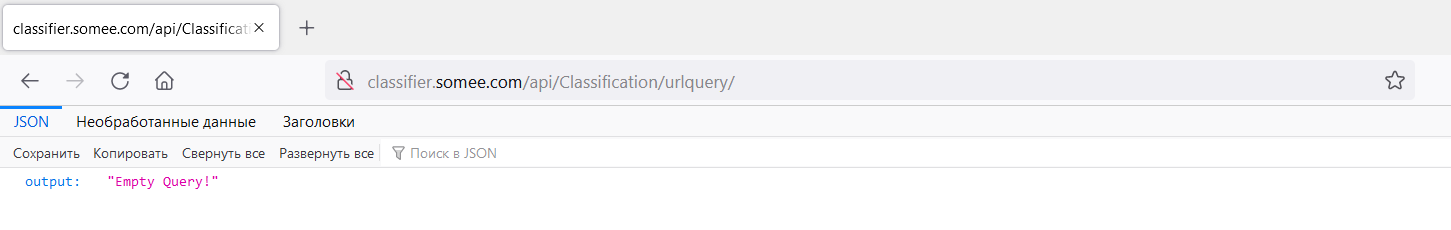 classifier.somee.com/api/Classificati
classifier.somee.com/api/Classification/urlquery/
JSON Необработанные данные Заголовки
Сохранить Копировать Свернуть все Развернуть все Поиск в JSON
output: "Empty Query!"